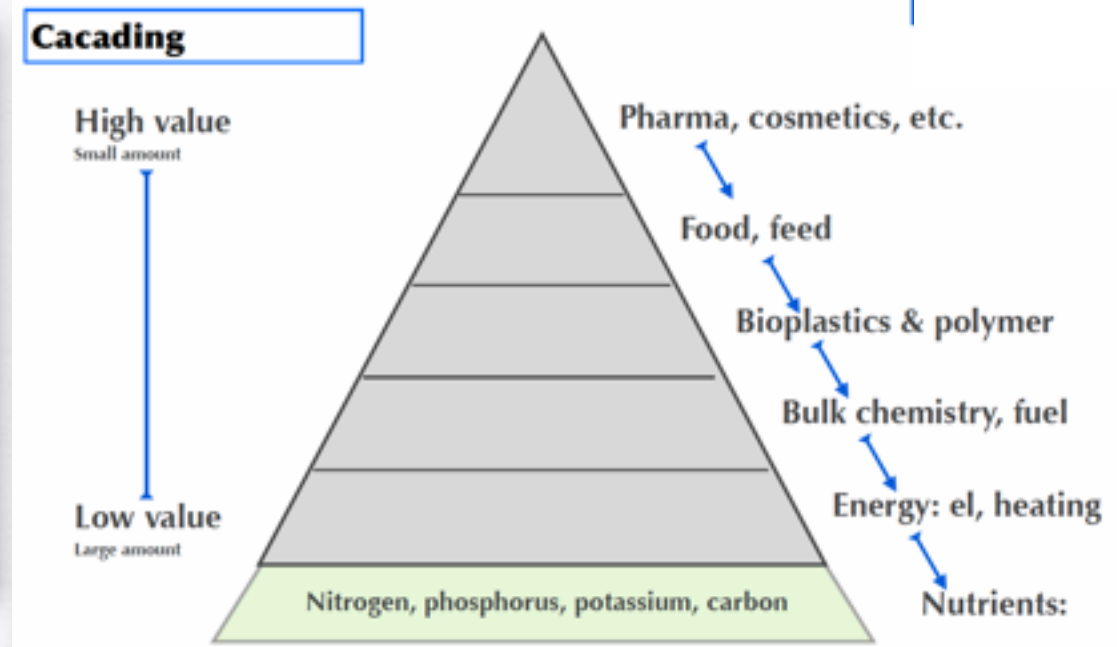 Cacading
High value
Small amount
Low value
Large amount
Pharma, cosmetics, etc.
Food, feed
Bioplastics & polymer
Bulk chemistry, fuel
Energy: el, heating
Nutrients:
Nitrogen, phosphorus, potassium, carbon